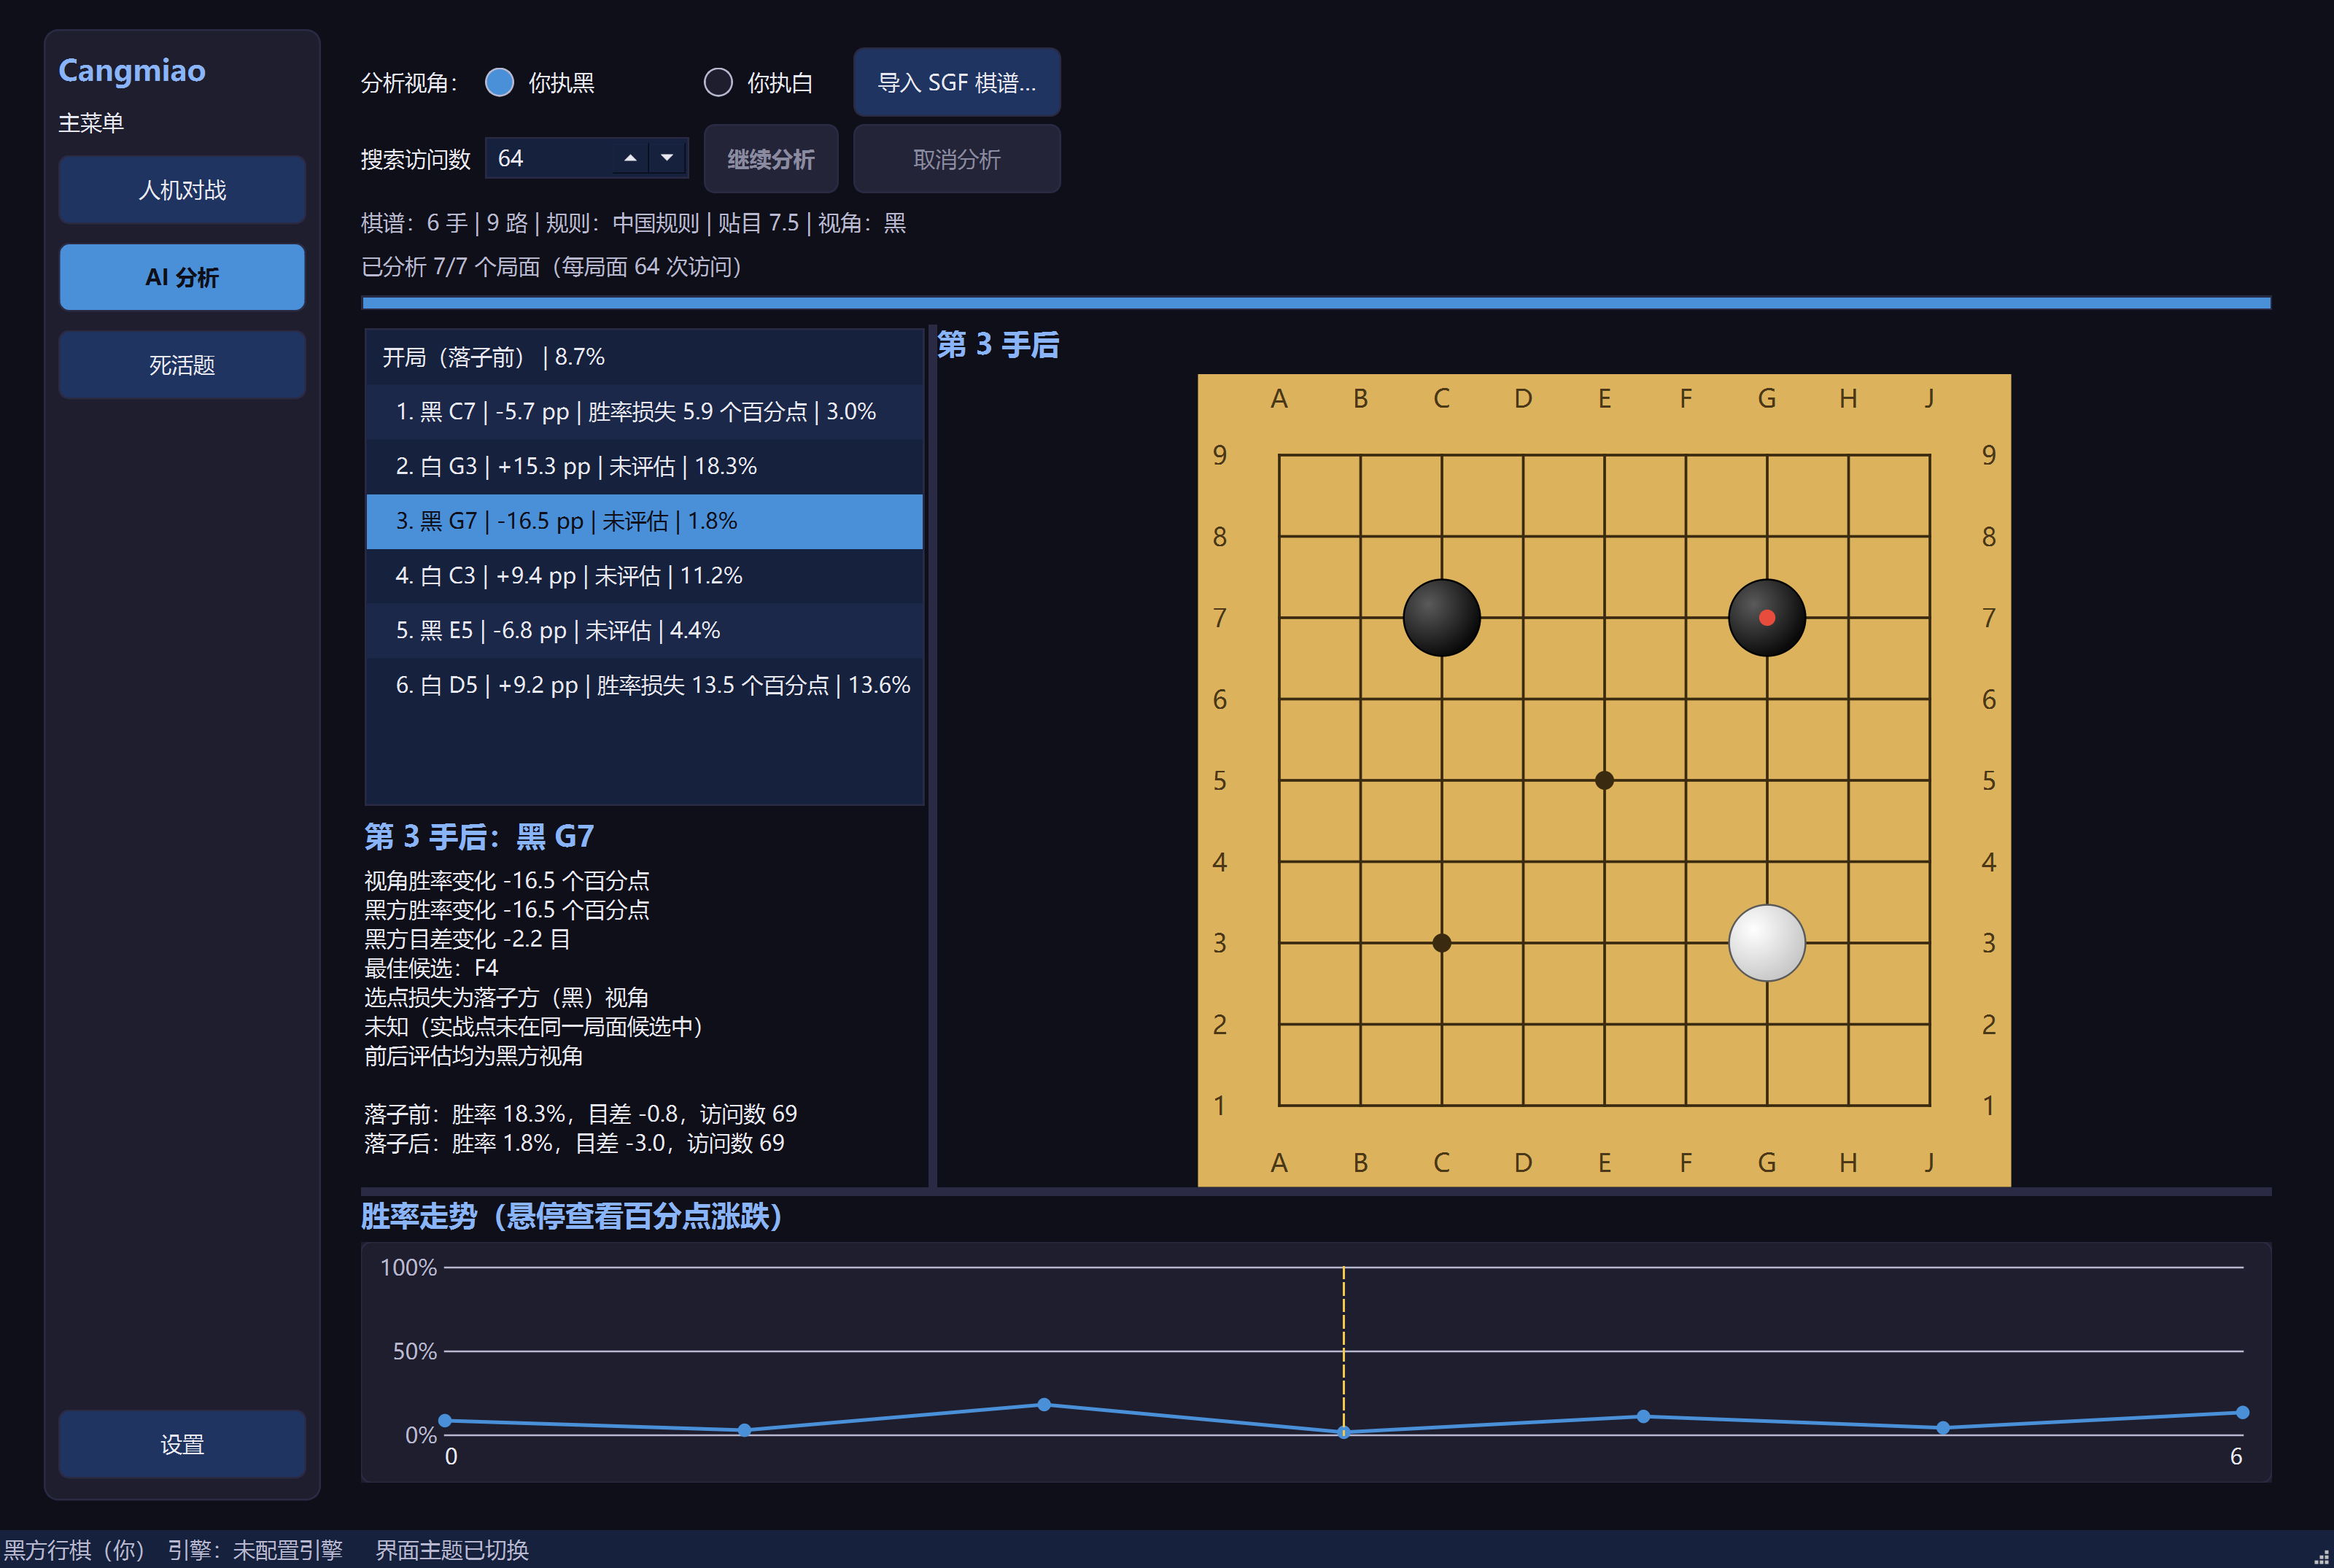 Cangmiao
主菜单
人机对战
AI 分析
死活题
设置
分析视角： 你执黑 你执白 导入 SGF 棋谱...
搜索访问数 64 继续分析 取消分析
棋谱：6 手 | 9 路 | 规则：中国规则 | 贴目 7.5 | 视角：黑
已分析 7/7 个局面（每局面 64 次访问）
开局（落子前） | 8.7%
1. 黑 C7 | -5.7 pp | 胜率损失 5.9 个百分点 | 3.0%
2. 白 G3 | +15.3 pp | 未评估 | 18.3%
3. 黑 G7 | -16.5 pp | 未评估 | 1.8%
4. 白 C3 | +9.4 pp | 未评估 | 11.2%
5. 黑 E5 | -6.8 pp | 未评估 | 4.4%
6. 白 D5 | +9.2 pp | 胜率损失 13.5 个百分点 | 13.6%
第 3 手后：黑 G7
视角胜率变化 -16.5 个百分点
黑方胜率变化 -16.5 个百分点
黑方目差变化 -2.2 目
最佳候选：F4
选点损失为落子方（黑）视角
未知（实战点未在同一局面候选中）
前后评估均为黑方视角
落子前：胜率 18.3%，目差 -0.8，访问数 69
落子后：胜率 1.8%，目差 -3.0，访问数 69
第 3 手后
A B C D E F G H J
9 9
8 8
7 7
6 6
5 5
4 4
3 3
2 2
1 1
A B C D E F G H J
胜率走势（悬停查看百分点涨跌）
100%
50%
0%
0 6
黑方行棋（你） 引擎：未配置引擎 界面主题已切换